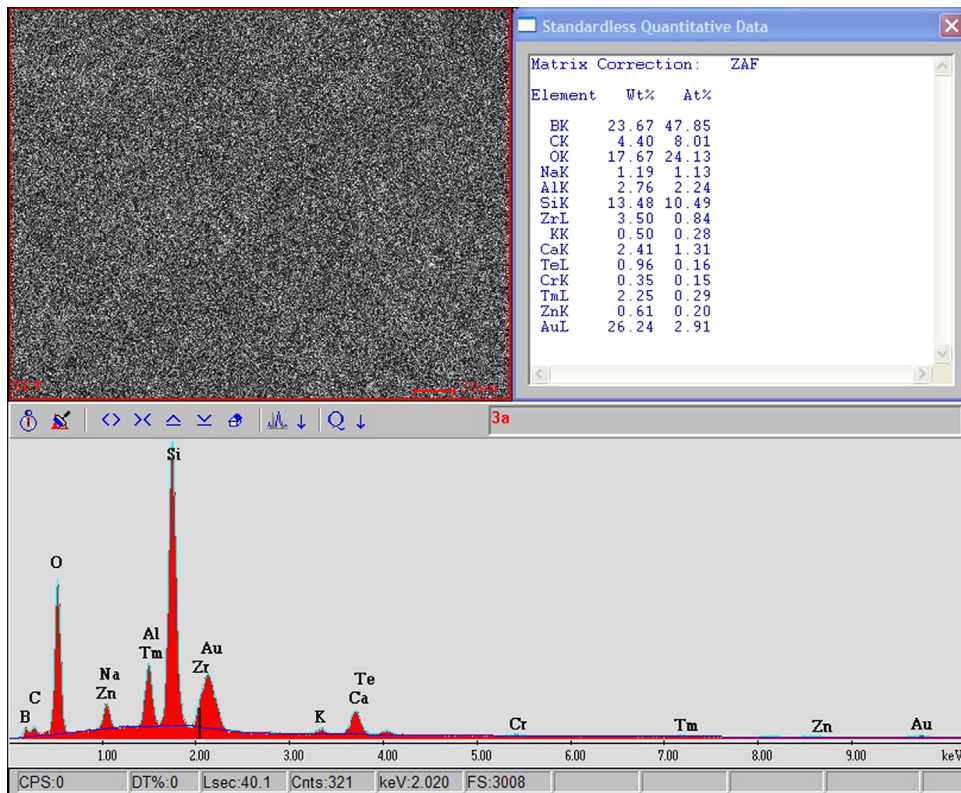 Standardless Quantitative Data
Matrix Correction: ZAF
Element Wt% At%
BK 23.67 47.85
CK 4.40 8.01
OK 17.67 24.13
NaK 1.19 1.13
AlK 2.76 2.24
SiK 13.48 10.49
ZrL 3.50 0.84
KK 0.50 0.28
CaK 2.41 1.31
TeL 0.96 0.16
CrK 0.35 0.15
TmL 2.25 0.29
ZnK 0.61 0.20
AuL 26.24 2.91
Q
3a
Si
O
Al
Tm
Au
Zr
Na
Zn
C
B
K
Te
Ca
Cr
Tm
Zn
Au
1.00 2.00 3.00 4.00 5.00 6.00 7.00 8.00 9.00 keV
CPS:0 DT%:0 Lsec:40.1 Cnts:321 keV:2.020 FS:3008